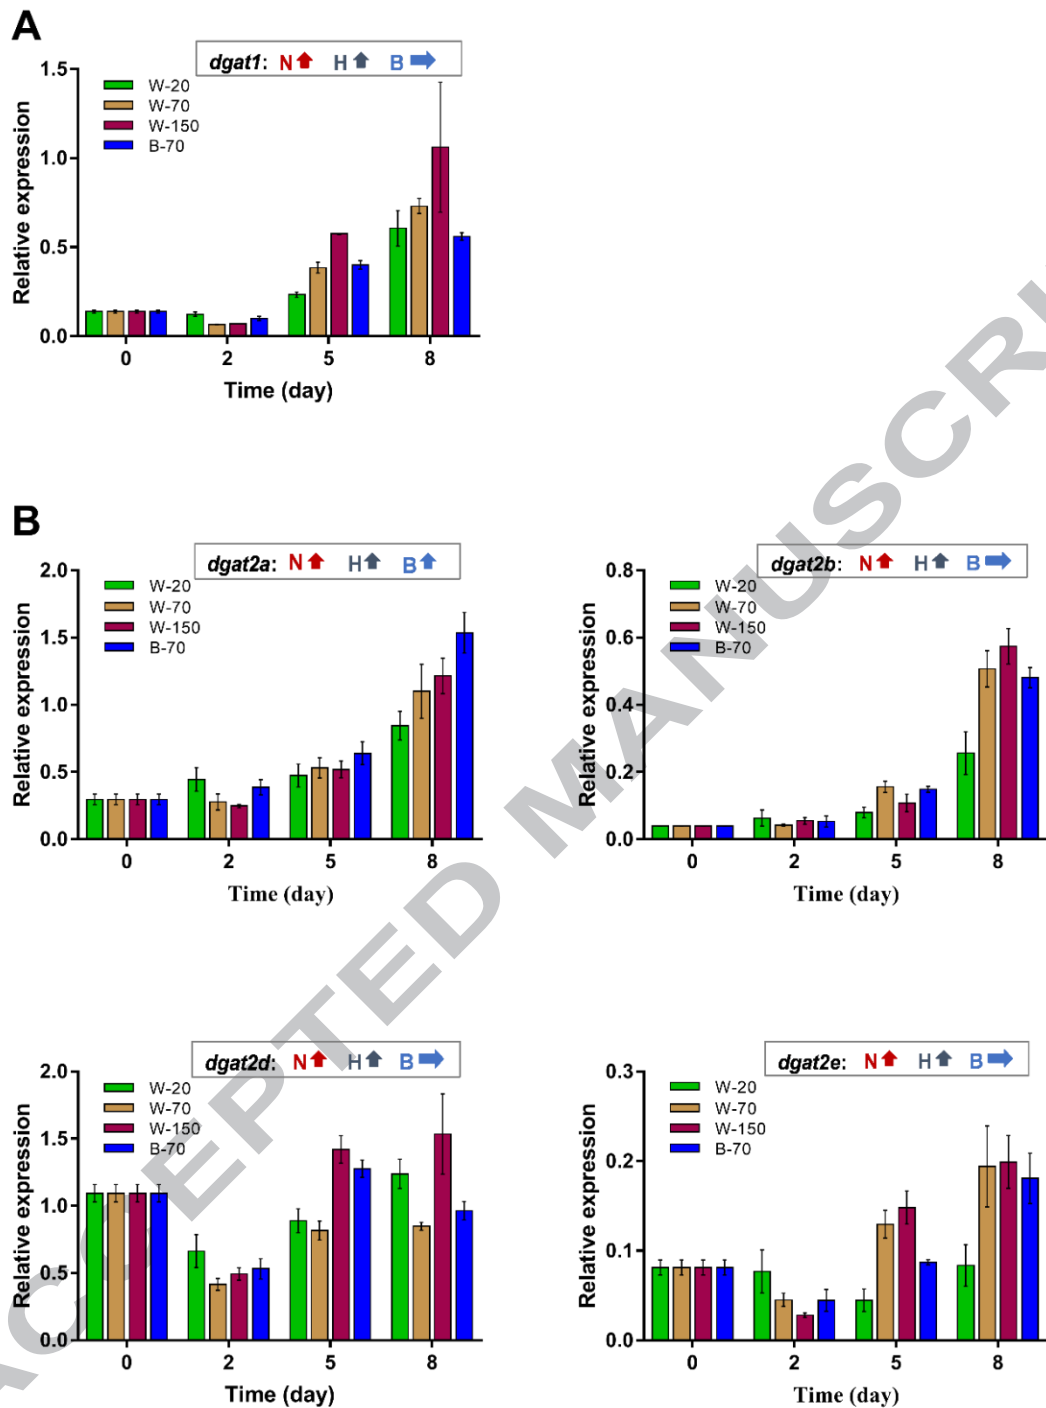 A
dgat1: N H B
1.5
1.0
0.5
0.0
Relative expression
W-20
W-70
W-150
B-70
0 2 5 8
Time (day)
B
dgat2a: N H B
2.0
1.5
1.0
0.5
0.0
Relative expression
W-20
W-70
W-150
B-70
0 2 5 8
Time (day)
dgat2b: N H B
0.8
0.6
0.4
0.2
0.0
Relative expression
W-20
W-70
W-150
B-70
0 2 5 8
Time (day)
dgat2d: N H B
2.0
1.5
1.0
0.5
0.0
Relative expression
W-20
W-70
W-150
B-70
0 2 5 8
Time (day)
dgat2e: N H B
0.3
0.2
0.1
0.0
Relative expression
W-20
W-70
W-150
B-70
0 2 5 8
Time (day)
ACCEPTED MANUSCRI